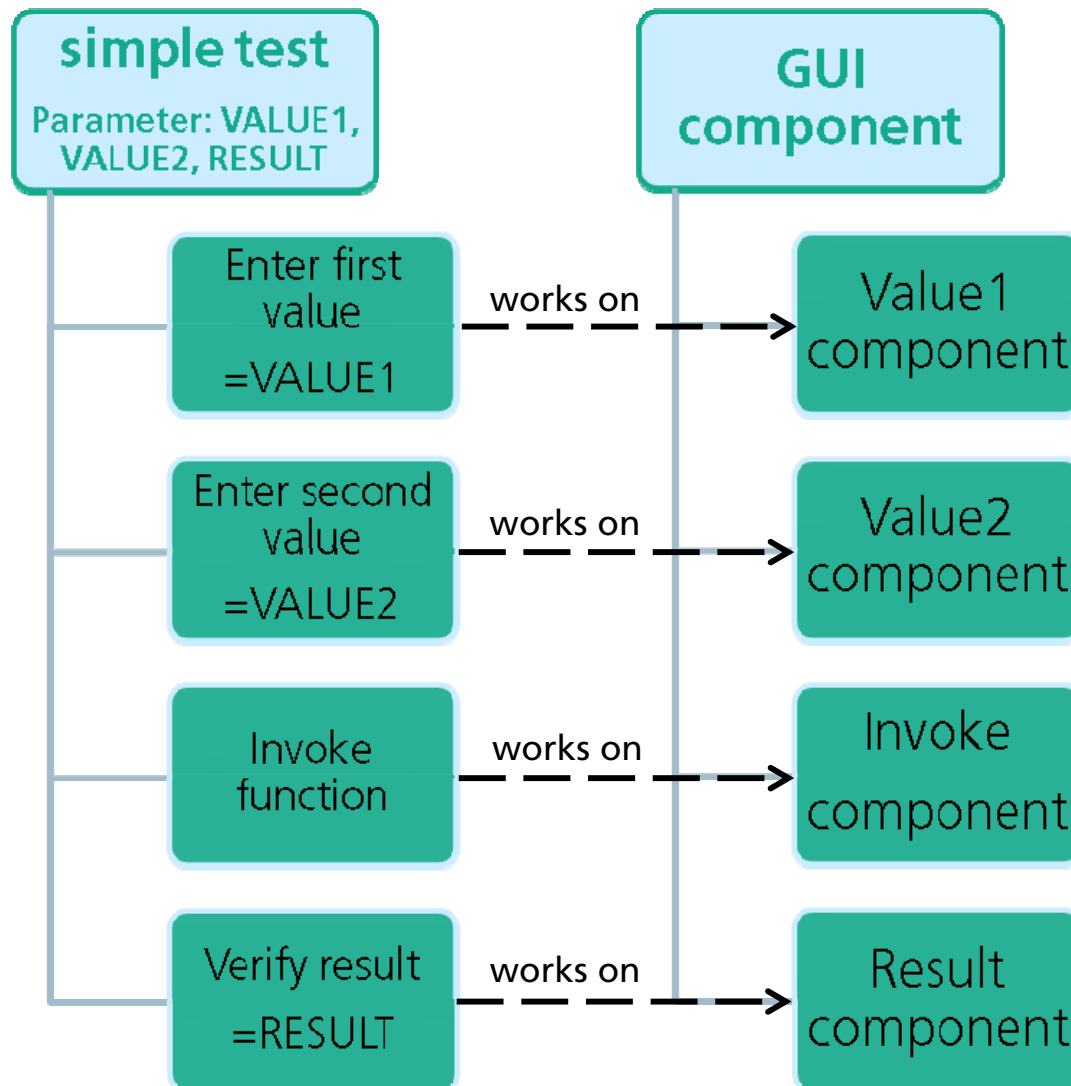 simple test
Parameter: VALUE1,
VALUE2, RESULT
GUI
component
Enter first
value
=VALUE1
works on
Value1
component
Enter second
value
=VALUE2
works on
Value2
component
Invoke
function
works on
Invoke
component
Verify result
=RESULT
works on
Result
component